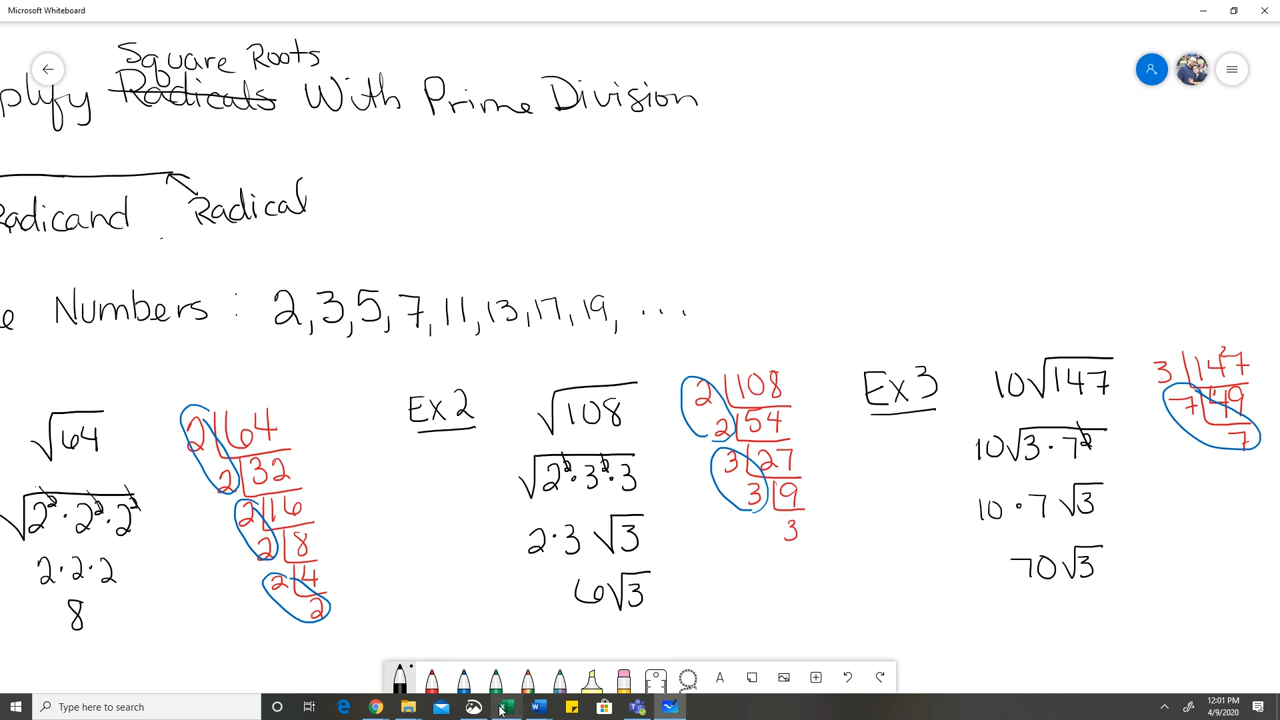 Microsoft Whiteboard
Square Roots
plify Radicals With Prime Division
Radicand Radical
e Numbers : 2, 3, 5, 7, 11, 13, 17, 19, ...
√64
2 |64
2 |32
2 |16
2 |8
2 |4
2
√2² · 2² · 2²
2 · 2 · 2
8
Ex 2
√108
2 |108
2 |54
3 |27
3 |9
3
√2² · 3² · 3
2 · 3 √3
6√3
Ex 3
10√147
3 |14²7
7 |49
7
10√3 · 7²
10 · 7 √3
70√3
Type here to search
12:01 PM
4/9/2020